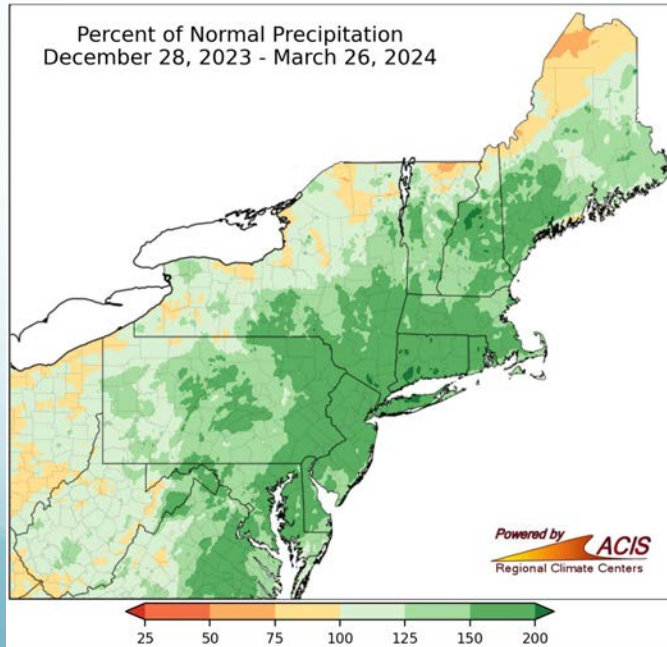 Percent of Normal Precipitation
December 28, 2023 - March 26, 2024
Powered by
ACIS
Regional Climate Centers
25 50 75 100 125 150 200